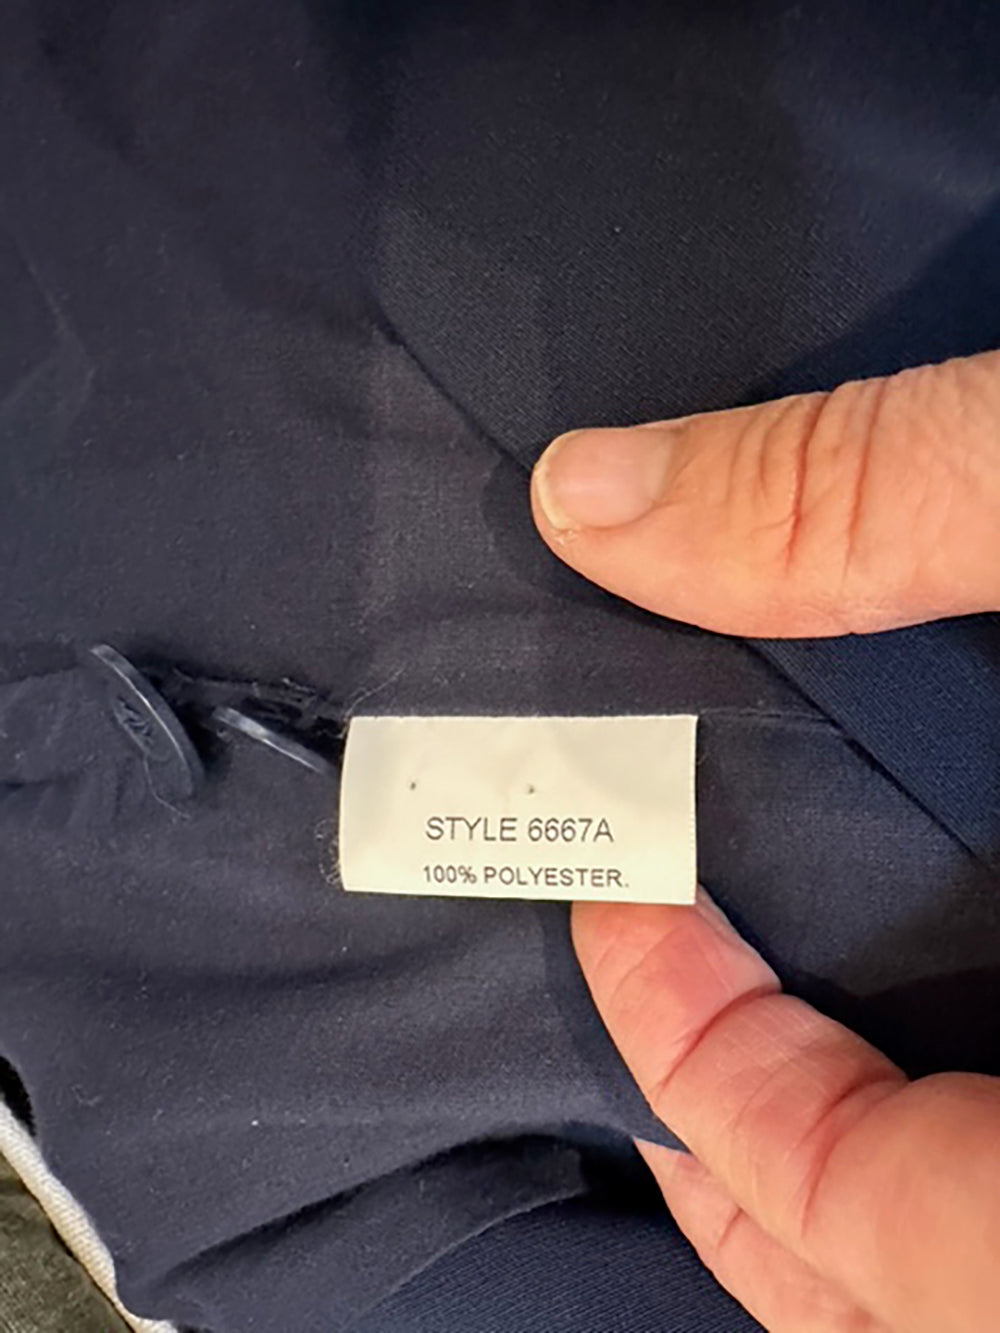 STYLE 6667A
100% POLYESTER.